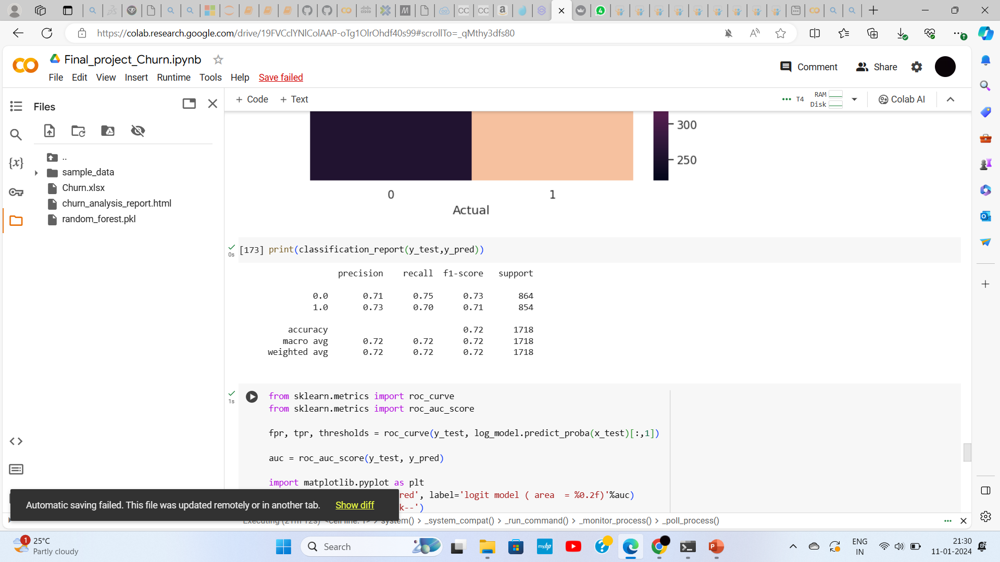 https://colab.research.google.com/drive/19FVCclYNlColAAP-oTg1OlrOhdf40s99#scrollTo=_qMthy3dfs80
Final_project_Churn.ipynb
Comment
Share
File Edit View Insert Runtime Tools Help Save failed
Files
+ Code + Text
T4
RAM
Disk
Colab AI
..
sample_data
Churn.xlsx
churn_analysis_report.html
random_forest.pkl
300
250
0 1
Actual
[173] print(classification_report(y_test,y_pred))
0s
precision recall f1-score support
0.0 0.71 0.75 0.73 864
1.0 0.73 0.70 0.71 854
accuracy 0.72 1718
macro avg 0.72 0.72 0.72 1718
weighted avg 0.72 0.72 0.72 1718
1s
from sklearn.metrics import roc_curve
from sklearn.metrics import roc_auc_score
fpr, tpr, thresholds = roc_curve(y_test, log_model.predict_proba(x_test)[:,1])
auc = roc_auc_score(y_test, y_pred)
import matplotlib.pyplot as plt
red', label='logit model ( area = %0.2f)'%auc)
k--')
Automatic saving failed. This file was updated remotely or in another tab. Show diff
system() > _system_compat() > _run_command() > _monitor_process() > _poll_process()
1
25°C
Partly cloudy
Search
myhp
ENG
IN
21:30
11-01-2024